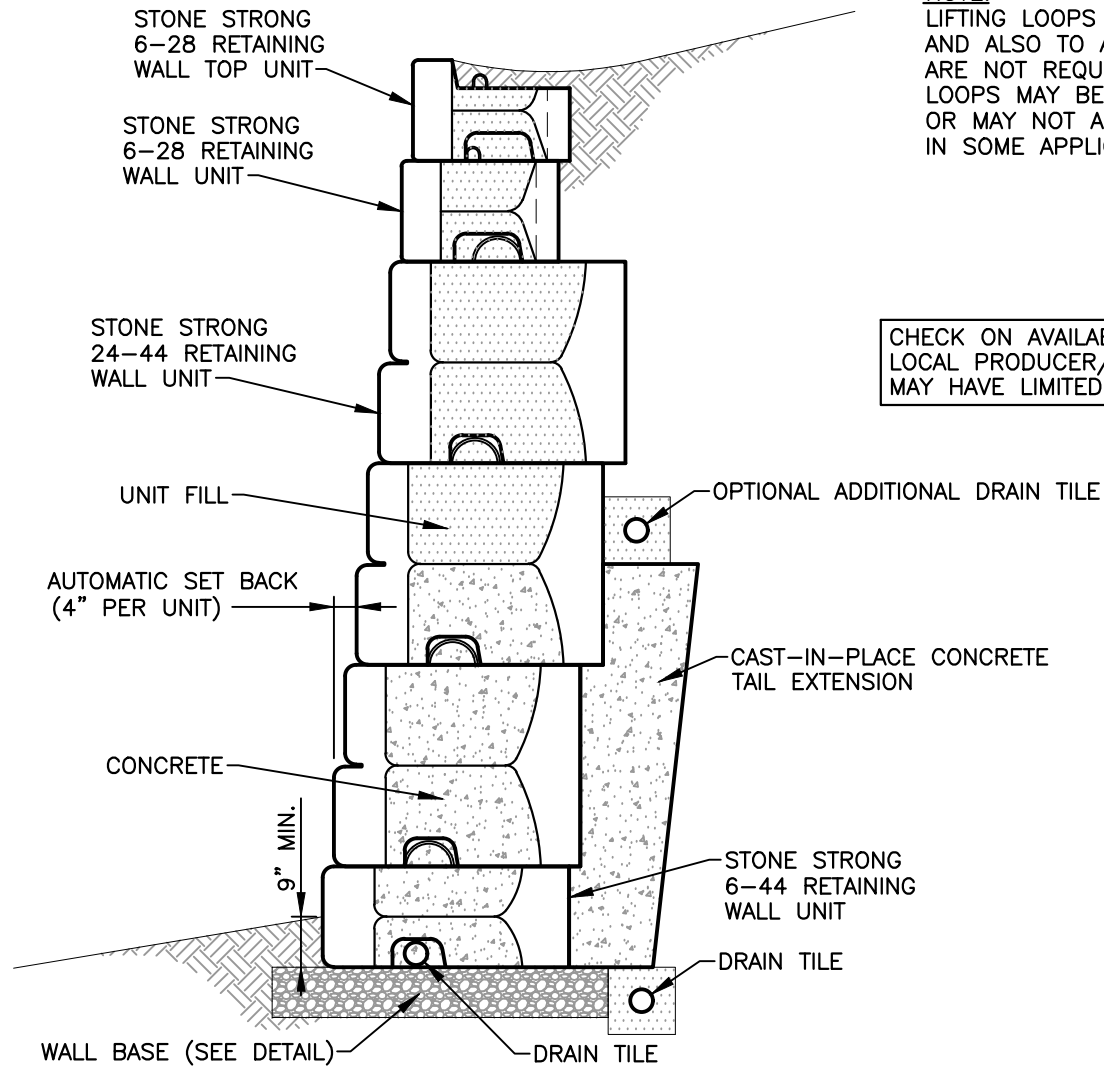 STONE STRONG
6-28 RETAINING
WALL TOP UNIT
STONE STRONG
6-28 RETAINING
WALL UNIT
STONE STRONG
24-44 RETAINING
WALL UNIT
UNIT FILL
AUTOMATIC SET BACK
(4" PER UNIT)
CONCRETE
9" MIN.
WALL BASE (SEE DETAIL)
DRAIN TILE
DRAIN TILE
STONE STRONG
6-44 RETAINING
WALL UNIT
CAST-IN-PLACE CONCRETE
TAIL EXTENSION
OPTIONAL ADDITIONAL DRAIN TILE
NOTE:
LIFTING LOOPS
AND ALSO TO
ARE NOT
LOOPS MAY BE
OR MAY NOT
IN SOME
CHECK ON
LOCAL PRODUCER/
MAY HAVE LIMITED